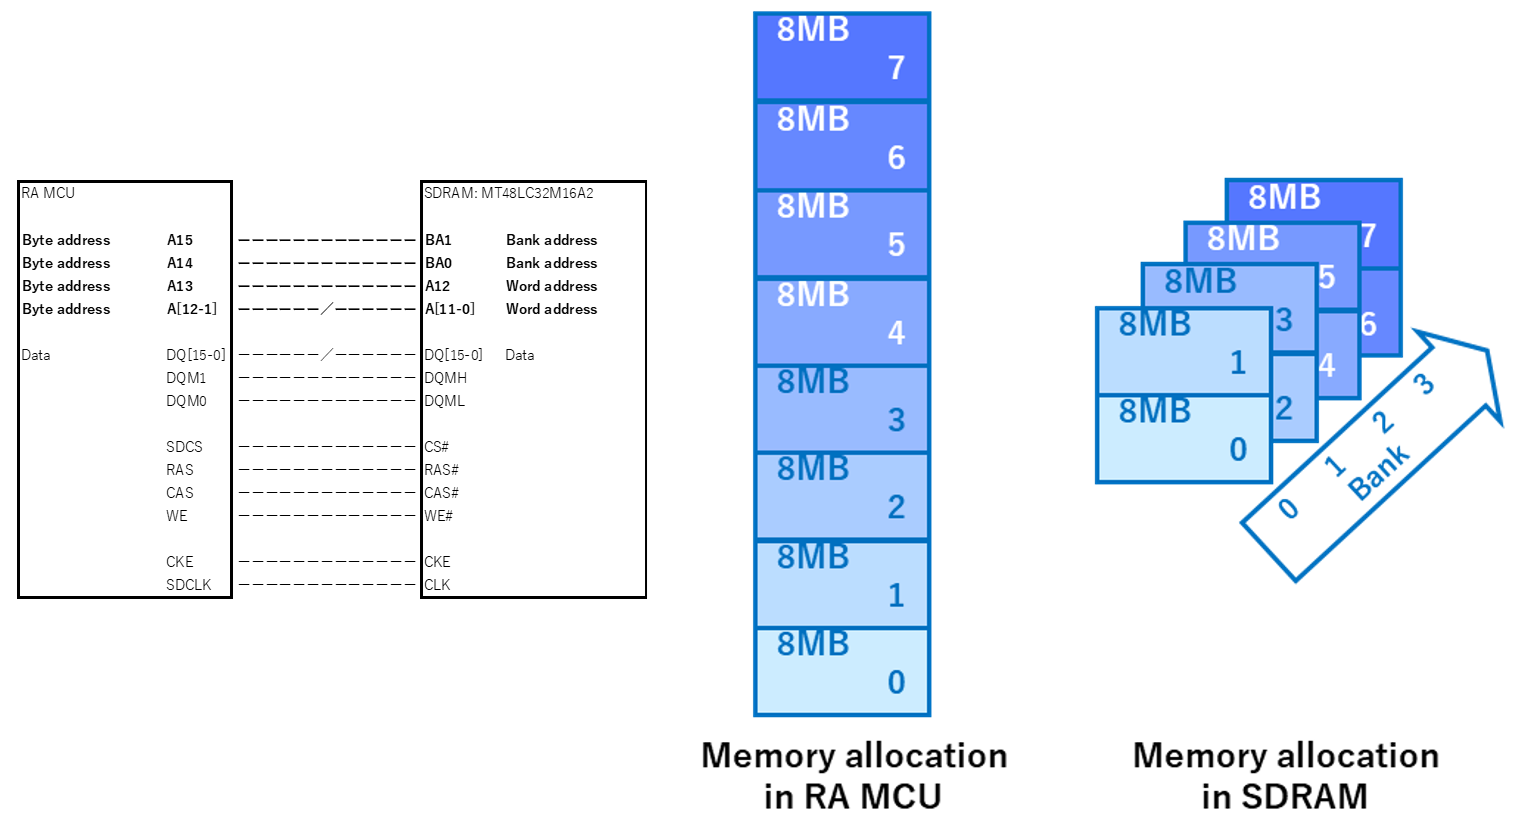 RA MCU
Byte address A15
Byte address A14
Byte address A13
Byte address A[12-1]
Data DQ[15-0]
DQM1
DQM0
SDCS
RAS
CAS
WE
CKE
SDCLK
SDRAM: MT48LC32M16A2
BA1 Bank address
BA0 Bank address
A12 Word address
A[11-0] Word address
DQ[15-0] Data
DQMH
DQML
CS#
RAS#
CAS#
WE#
CKE
CLK
8MB
7
8MB
6
8MB
5
8MB
4
8MB
3
8MB
2
8MB
1
8MB
0
Memory allocation
in RA MCU
8MB
7
8MB
5
6
8MB
3
4
8MB
1
2
8MB
0
0 1 2 3
Bank
Memory allocation
in SDRAM